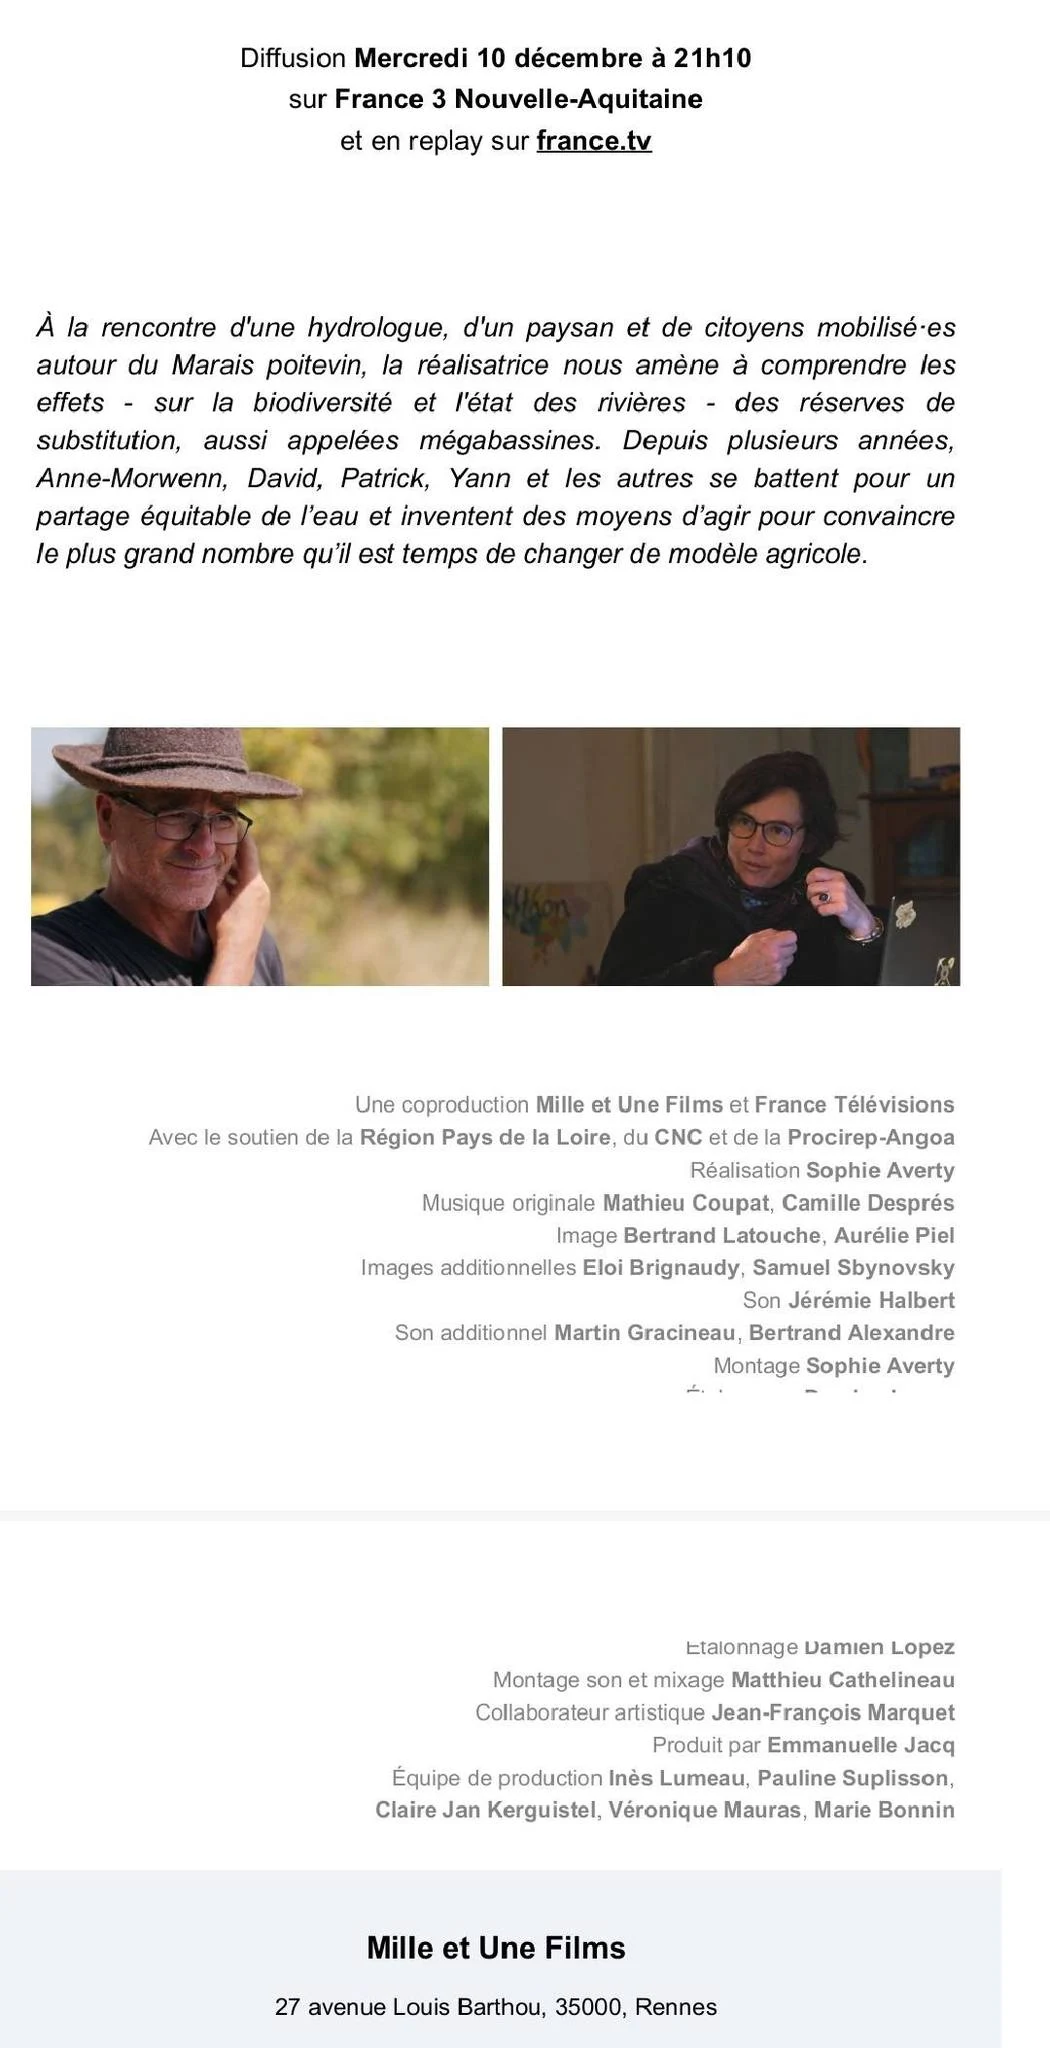 Diffusion Mercredi 10 décembre à 21h10
sur France 3 Nouvelle-Aquitaine
et en replay sur france.tv
À la rencontre d'une hydrologue, d'un paysan et de citoyens mobilisé·es
autour du Marais poitevin, la réalisatrice nous amène à comprendre les
effets - sur la biodiversité et l'état des rivières - des réserves de
substitution, aussi appelées mégabassines. Depuis plusieurs années,
Anne-Morwenn, David, Patrick, Yann et les autres se battent pour un
partage équitable de l’eau et inventent des moyens d’agir pour convaincre
le plus grand nombre qu’il est temps de changer de modèle agricole.
Une coproduction Mille et Une Films et France Télévisions
Avec le soutien de la Région Pays de la Loire, du CNC et de la Procirep-Angoa
Réalisation Sophie Averty
Musique originale Mathieu Coupat, Camille Després
Image Bertrand Latouche, Aurélie Piel
Images additionnelles Eloi Brignaudy, Samuel Sbynovsky
Son Jérémie Halbert
Son additionnel Martin Gracineau, Bertrand Alexandre
Montage Sophie Averty
Étalonnage Damien Lopez
Montage son et mixage Matthieu Cathelineau
Collaborateur artistique Jean-François Marquet
Produit par Emmanuelle Jacq
Équipe de production Inès Lumeau, Pauline Suplisson,
Claire Jan Kerguistel, Véronique Mauras, Marie Bonnin
Mille et Une Films
27 avenue Louis Barthou, 35000, Rennes